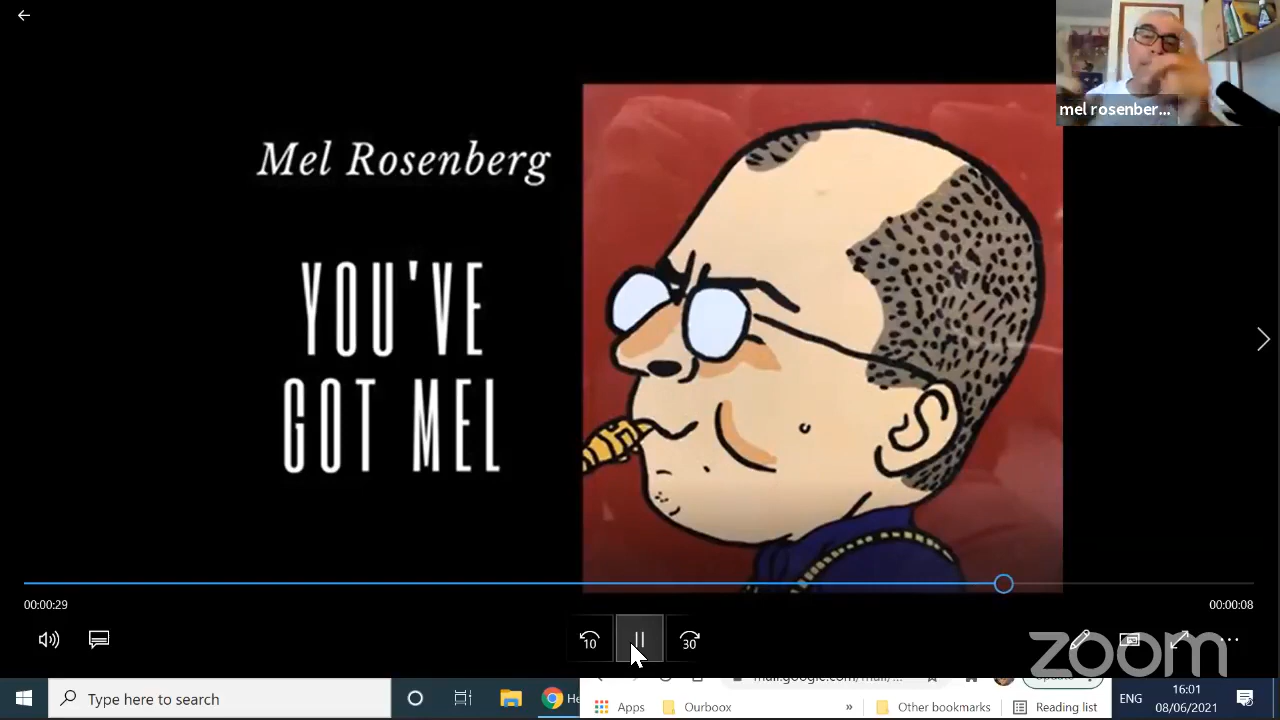 mel rosenber...
Mel Rosenberg
YOU'VE
GOT MEL
00:00:29
00:00:08
10
30
zoom
Type here to search
Apps
Ourboox
»
Other bookmarks
Reading list
ENG
16:01
08/06/2021